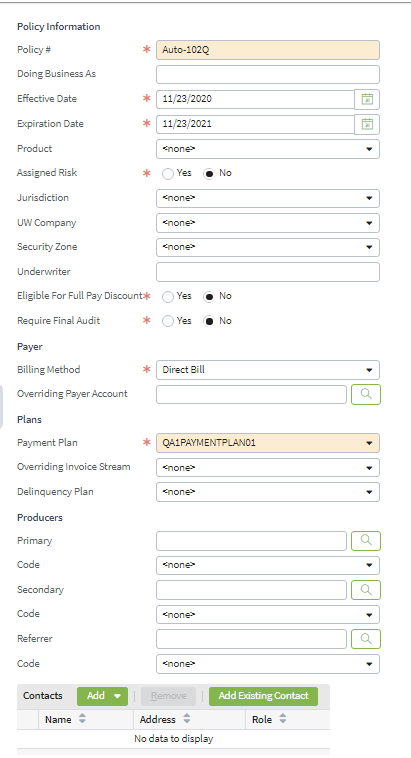 Policy Information
Policy # * Auto-102Q
Doing Business As
Effective Date * 11/23/2020
Expiration Date * 11/23/2021
Product <none>
Assigned Risk * Yes No
Jurisdiction <none>
UW Company <none>
Security Zone <none>
Underwriter
Eligible For Full Pay Discount* Yes No
Require Final Audit * Yes No
Payer
Billing Method * Direct Bill
Overriding Payer Account
Plans
Payment Plan * QA1PAYMENTPLAN01
Overriding Invoice Stream <none>
Delinquency Plan <none>
Producers
Primary
Code <none>
Secondary
Code <none>
Referrer
Code <none>
Contacts Add Remove Add Existing Contact
Name Address Role
No data to display